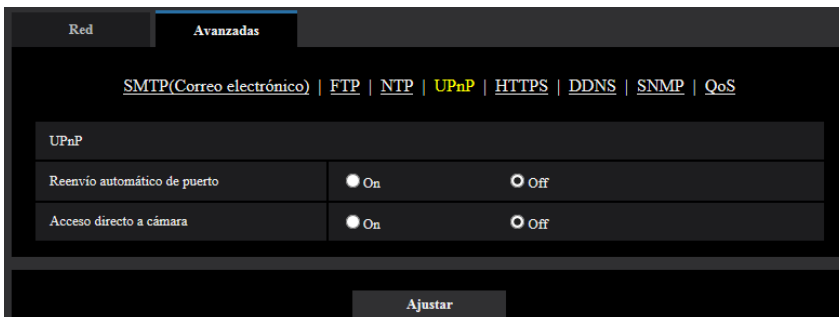 Red Avanzadas
SMTP(Correo electrónico) | FTP | NTP | UPnP | HTTPS | DDNS | SNMP | QoS
UPnP
Reenvío automático de puerto On Off
Acceso directo a cámara On Off
Ajustar